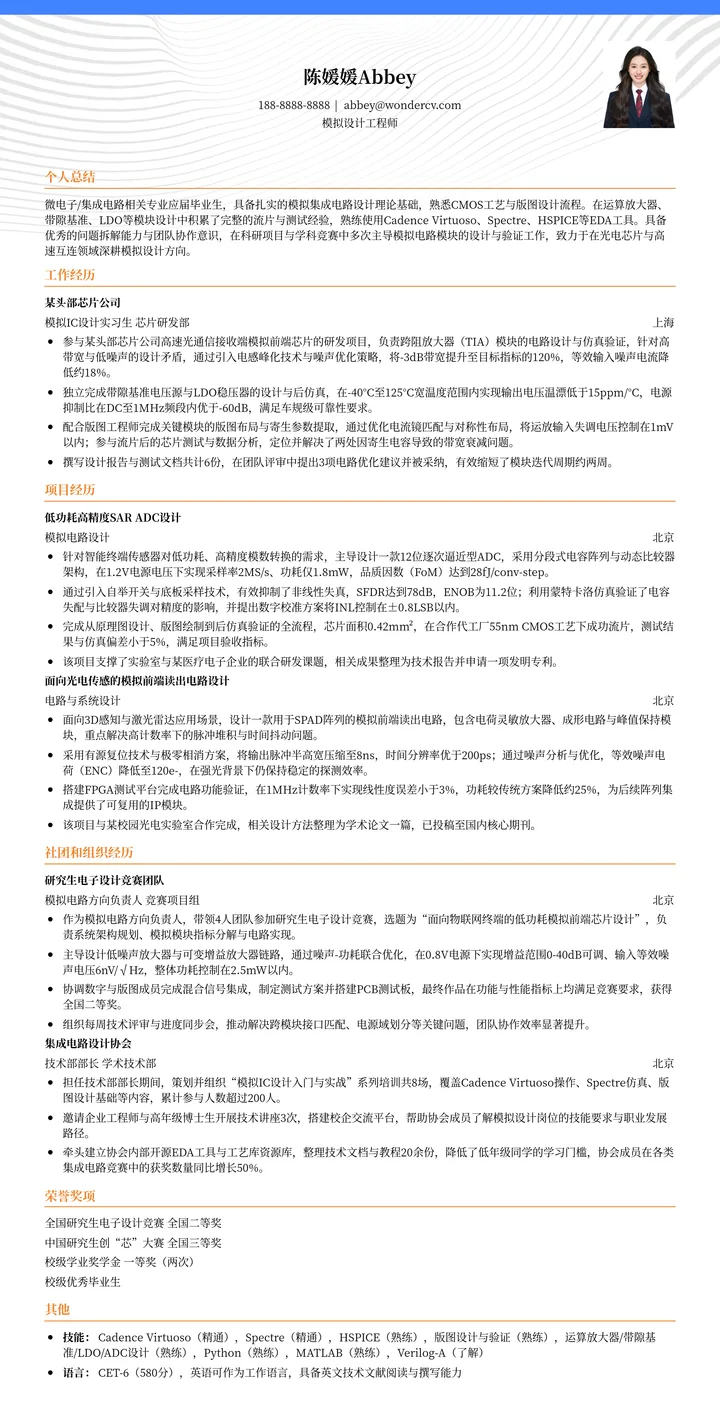 陈媛媛Abbey
188-8888-8888 | abbey@wondercv.com
模拟设计工程师
个人总结
微电子/集成电路相关专业应届毕业生，具备扎实的模拟集成电路设计理论基础，熟悉CMOS工艺与版图设计流程。在运算放大器、
带隙基准、LDO等模块设计中积累了完整的流片与测试经验，熟练使用Cadence Virtuoso、Spectre、HSPICE等EDA工具。具备
优秀的问题拆解能力与团队协作意识，在科研项目与学科竞赛中多次主导模拟电路模块的设计与验证工作，致力于在光电芯片与高
速互连领域深耕模拟设计方向。
工作经历
某头部芯片公司
模拟IC设计实习生 芯片研发部 上海
• 参与某头部芯片公司高速光通信接收端模拟前端芯片的研发项目，负责跨阻放大器（TIA）模块的电路设计与仿真验证，针对高
带宽与低噪声的设计矛盾，通过引入电感峰化技术与噪声优化策略，将-3dB带宽提升至目标指标的120%，等效输入噪声电流降
低约18%。
• 独立完成带隙基准电压源与LDO稳压器的设计与后仿真，在-40°C至125°C宽温度范围内实现输出电压温漂低于15ppm/°C，电源
抑制比在DC至1MHz频段内优于-60dB，满足车规级可靠性要求。
• 配合版图工程师完成关键模块的版图布局与寄生参数提取，通过优化电流镜匹配与对称性布局，将运放输入失调电压控制在1mV
以内；参与流片后的芯片测试与数据分析，定位并解决了两处因寄生电容导致的带宽衰减问题。
• 撰写设计报告与测试文档共计6份，在团队评审中提出3项电路优化建议并被采纳，有效缩短了模块迭代周期约两周。
项目经历
低功耗高精度SAR ADC设计
模拟电路设计 北京
• 针对智能终端传感器对低功耗、高精度模数转换的需求，主导设计一款12位逐次逼近型ADC，采用分段式电容阵列与动态比较器
架构，在1.2V电源电压下实现采样率2MS/s、功耗仅1.8mW，品质因数（FoM）达到28fJ/conv-step。
• 通过引入自举开关与底板采样技术，有效抑制了非线性失真，SFDR达到78dB，ENOB为11.2位；利用蒙特卡洛仿真验证了电容
失配与比较器失调对精度的影响，并提出数字校准方案将INL控制在±0.8LSB以内。
• 完成从原理图设计、版图绘制到后仿真验证的全流程，芯片面积0.42mm²，在合作代工厂55nm CMOS工艺下成功流片，测试结
果与仿真偏差小于5%，满足项目验收指标。
• 该项目支撑了实验室与某医疗电子企业的联合研发课题，相关成果整理为技术报告并申请一项发明专利。
面向光电传感的模拟前端读出电路设计
电路与系统设计 北京
• 面向3D感知与激光雷达应用场景，设计一款用于SPAD阵列的模拟前端读出电路，包含电荷灵敏放大器、成形电路与峰值保持模
块，重点解决高计数率下的脉冲堆积与时间抖动问题。
• 采用有源复位技术与极零相消方案，将输出脉冲半高宽压缩至8ns，时间分辨率优于200ps；通过噪声分析与优化，等效噪声电
荷（ENC）降低至120e-，在强光背景下仍保持稳定的探测效率。
• 搭建FPGA测试平台完成电路功能验证，在1MHz计数率下实现线性度误差小于3%，功耗较传统方案降低约25%，为后续阵列集
成提供了可复用的IP模块。
• 该项目与某校园光电实验室合作完成，相关设计方法整理为学术论文一篇，已投稿至国内核心期刊。
社团和组织经历
研究生电子设计竞赛团队
模拟电路方向负责人 竞赛项目组 北京
• 作为模拟电路方向负责人，带领4人团队参加研究生电子设计竞赛，选题为“面向物联网终端的低功耗模拟前端芯片设计”，负
责系统架构规划、模拟模块指标分解与电路实现。
• 主导设计低噪声放大器与可变增益放大器链路，通过噪声-功耗联合优化，在0.8V电源下实现增益范围0-40dB可调、输入等效噪
声电压6nV/√Hz，整体功耗控制在2.5mW以内。
• 协调数字与版图成员完成混合信号集成，制定测试方案并搭建PCB测试板，最终作品在功能与性能指标上均满足竞赛要求，获得
全国二等奖。
• 组织每周技术评审与进度同步会，推动解决跨模块接口匹配、电源域划分等关键问题，团队协作效率显著提升。
集成电路设计协会
技术部部长 学术技术部 北京
• 担任技术部部长期间，策划并组织“模拟IC设计入门与实战”系列培训共8场，覆盖Cadence Virtuoso操作、Spectre仿真、版
图设计基础等内容，累计参与人数超过200人。
• 邀请企业工程师与高年级博士生开展技术讲座3次，搭建校企交流平台，帮助协会成员了解模拟设计岗位的技能要求与职业发展
路径。
• 牵头建立协会内部开源EDA工具与工艺库资源库，整理技术文档与教程20余份，降低了低年级同学的学习门槛，协会成员在各类
集成电路竞赛中的获奖数量同比增长50%。
荣誉奖项
全国研究生电子设计竞赛 全国二等奖
中国研究生创“芯”大赛 全国三等奖
校级学业奖学金 一等奖（两次）
校级优秀毕业生
其他
• 技能： Cadence Virtuoso（精通）, Spectre（精通）, HSPICE（熟练）, 版图设计与验证（熟练）, 运算放大器/带隙基
准/LDO/ADC设计（熟练）, Python（熟练）, MATLAB（熟练）, Verilog-A（了解）
• 语言： CET-6（580分），英语可作为工作语言，具备英文技术文献阅读与撰写能力